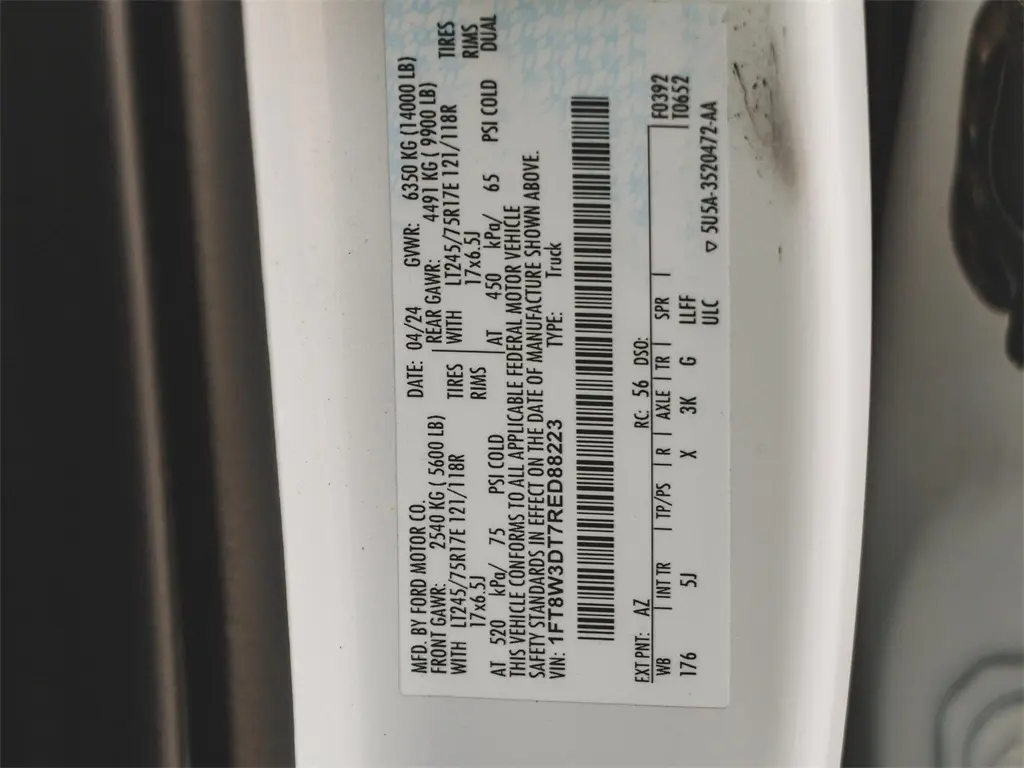 MFD. BY FORD MOTOR CO. DATE: 04/24 GVWR: 6350 KG (14000 LB)
FRONT GAWR: 2540 KG ( 5600 LB) REAR GAWR: 4491 KG ( 9900 LB)
WITH LT245/75R17E 121/118R TIRES WITH LT245/75R17E 121/118R TIRES
17x6.5J RIMS 17x6.5J RIMS
AT 520 kPa/ 75 PSI COLD AT 450 kPa/ 65 PSI COLD DUAL
THIS VEHICLE CONFORMS TO ALL APPLICABLE FEDERAL MOTOR VEHICLE
SAFETY STANDARDS IN EFFECT ON THE DATE OF MANUFACTURE SHOWN ABOVE.
VIN: 1FT8W3DT7RED88223 TYPE: Truck
EXT PNT: AZ RC: 56 DSO: F0392
WB INT TR TP/PS R AXLE TR SPR T0652
176 5J X 3K G LFF
ULC ▽ 5U5A-3520472-AA